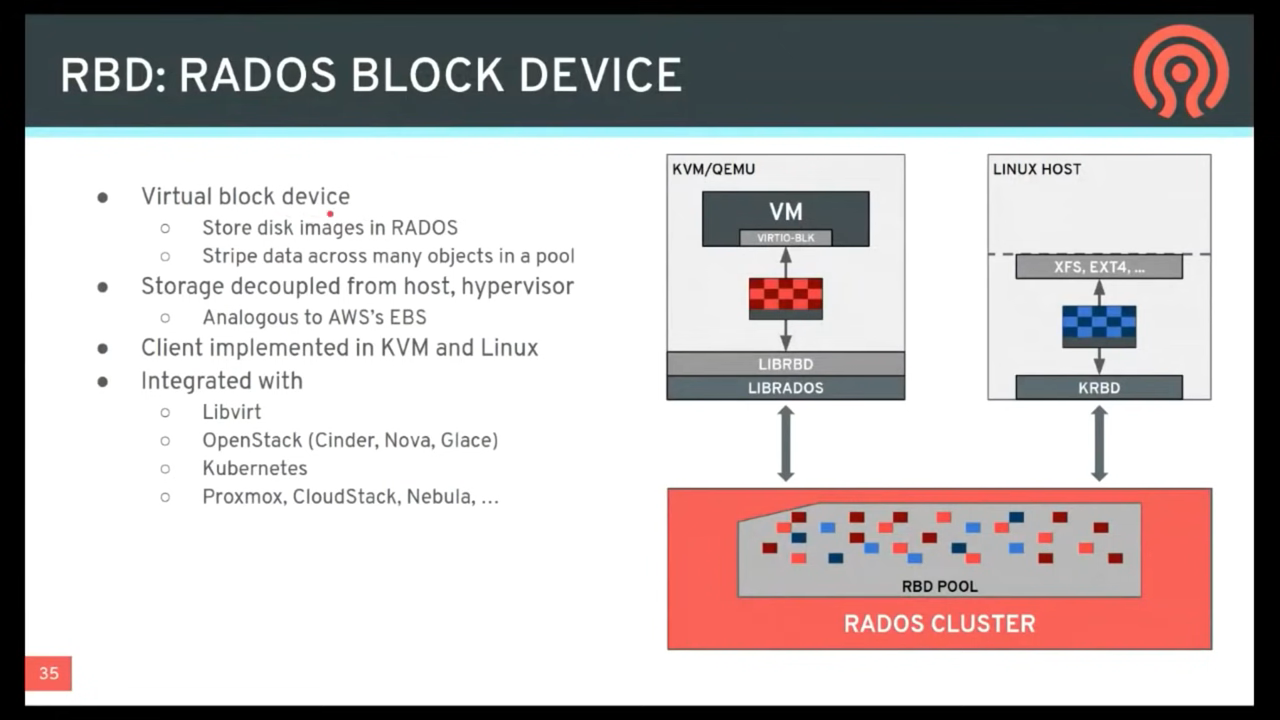 RBD: RADOS BLOCK DEVICE
● Virtual block device
○ Store disk images in RADOS
○ Stripe data across many objects in a pool
● Storage decoupled from host, hypervisor
○ Analogous to AWS's EBS
● Client implemented in KVM and Linux
● Integrated with
○ Libvirt
○ OpenStack (Cinder, Nova, Glace)
○ Kubernetes
○ Proxmox, CloudStack, Nebula, …
KVM/QEMU
VM
VIRTIO-BLK
LIBRBD
LIBRADOS
LINUX HOST
XFS, EXT4, …
KRBD
RBD POOL
RADOS CLUSTER
35